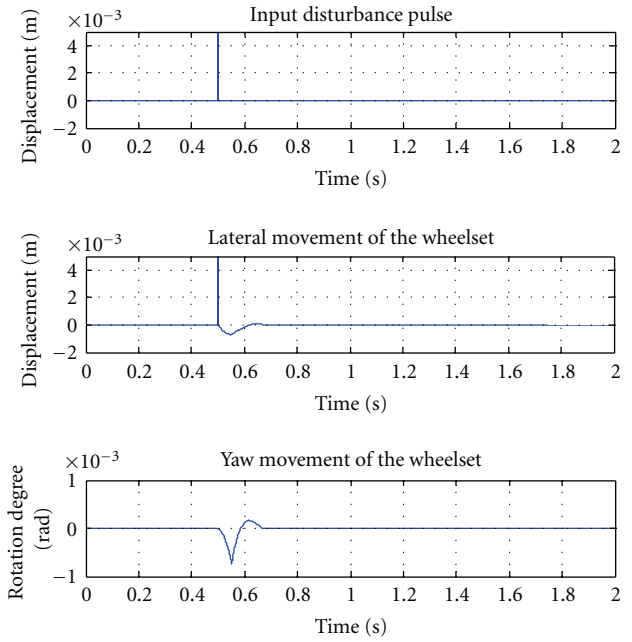 Input disturbance pulse
×10⁻³
Displacement (m)
4
2
0
−2
0 0.2 0.4 0.6 0.8 1 1.2 1.4 1.6 1.8 2
Time (s)
Lateral movement of the wheelset
×10⁻³
Displacement (m)
4
2
0
−2
0 0.2 0.4 0.6 0.8 1 1.2 1.4 1.6 1.8 2
Time (s)
Yaw movement of the wheelset
×10⁻³
Rotation degree
(rad)
1
0
−1
0 0.2 0.4 0.6 0.8 1 1.2 1.4 1.6 1.8 2
Time (s)